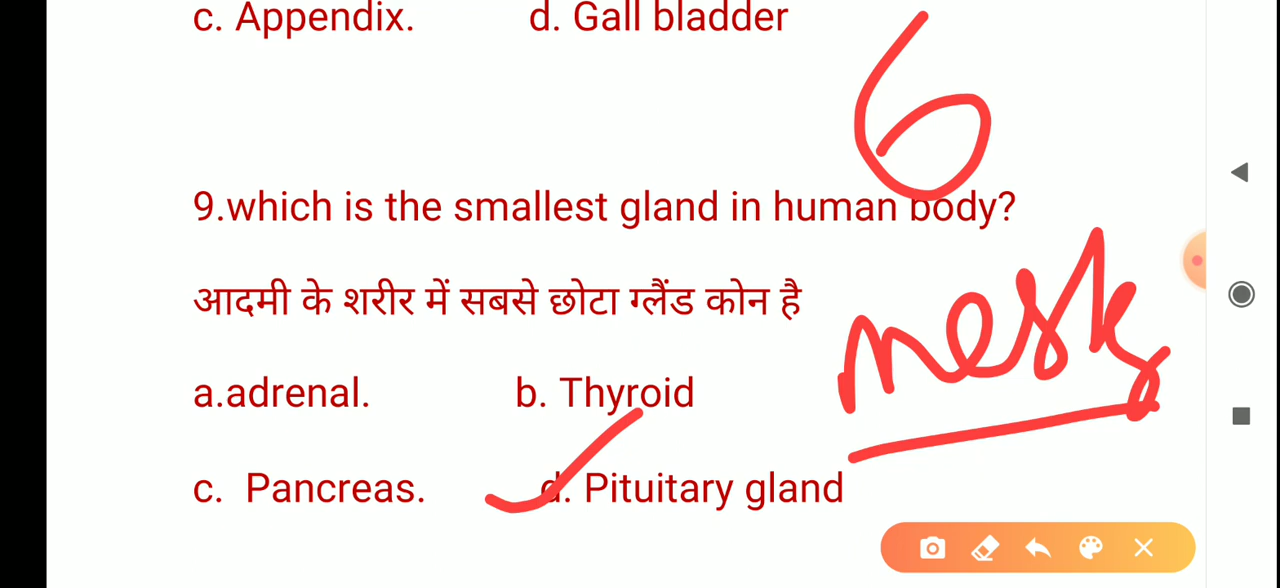 c. Appendix. d. Gall bladder
6
9.which is the smallest gland in human body?
आदमी के शरीर में सबसे छोटा ग्लैंड कोन है
a.adrenal. b. Thyroid
c. Pancreas. d. Pituitary gland